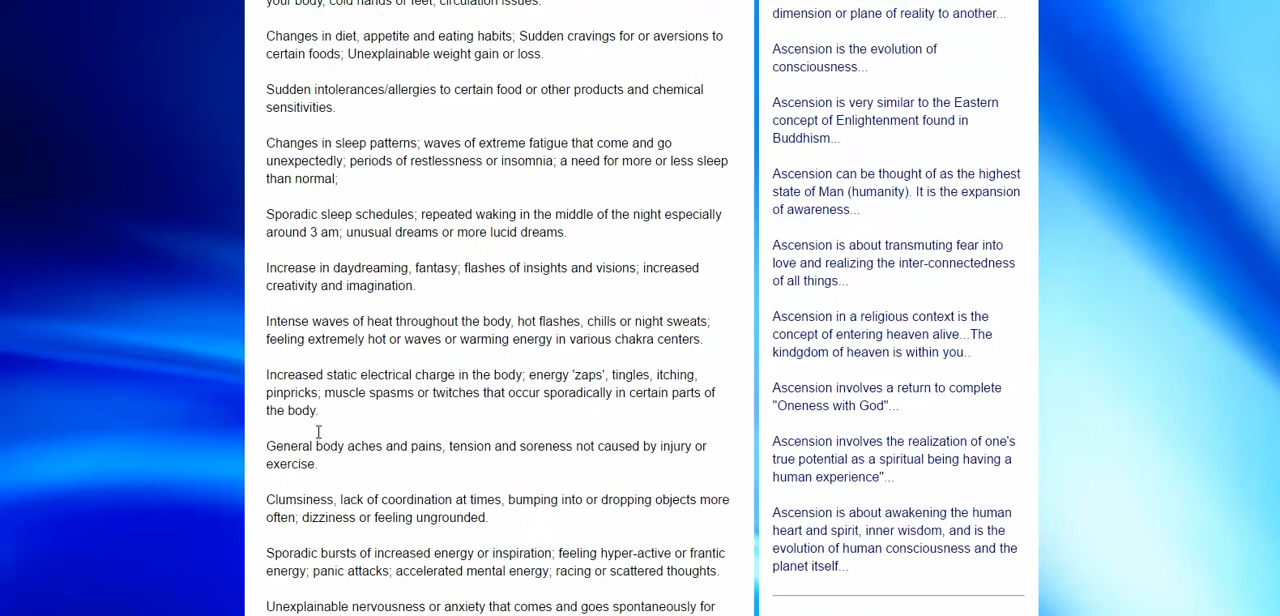 your body, cold hands or feet, circulation issues.
Changes in diet, appetite and eating habits; Sudden cravings for or aversions to
certain foods; Unexplainable weight gain or loss.
Sudden intolerances/allergies to certain food or other products and chemical
sensitivities.
Changes in sleep patterns; waves of extreme fatigue that come and go
unexpectedly; periods of restlessness or insomnia; a need for more or less sleep
than normal;
Sporadic sleep schedules; repeated waking in the middle of the night especially
around 3 am; unusual dreams or more lucid dreams.
Increase in daydreaming, fantasy; flashes of insights and visions; increased
creativity and imagination.
Intense waves of heat throughout the body, hot flashes, chills or night sweats;
feeling extremely hot or waves or warming energy in various chakra centers.
Increased static electrical charge in the body; energy 'zaps', tingles, itching,
pinpricks; muscle spasms or twitches that occur sporadically in certain parts of
the body.
General body aches and pains, tension and soreness not caused by injury or
exercise.
Clumsiness, lack of coordination at times, bumping into or dropping objects more
often; dizziness or feeling ungrounded.
Sporadic bursts of increased energy or inspiration; feeling hyper-active or frantic
energy; panic attacks; accelerated mental energy; racing or scattered thoughts.
Unexplainable nervousness or anxiety that comes and goes spontaneously for
dimension or plane of reality to another...
Ascension is the evolution of
consciousness...
Ascension is very similar to the Eastern
concept of Enlightenment found in
Buddhism...
Ascension can be thought of as the highest
state of Man (humanity). It is the expansion
of awareness...
Ascension is about transmuting fear into
love and realizing the inter-connectedness
of all things...
Ascension in a religious context is the
concept of entering heaven alive...The
kindgdom of heaven is within you..
Ascension involves a return to complete
"Oneness with God"...
Ascension involves the realization of one's
true potential as a spiritual being having a
human experience"...
Ascension is about awakening the human
heart and spirit, inner wisdom, and is the
evolution of human consciousness and the
planet itself...